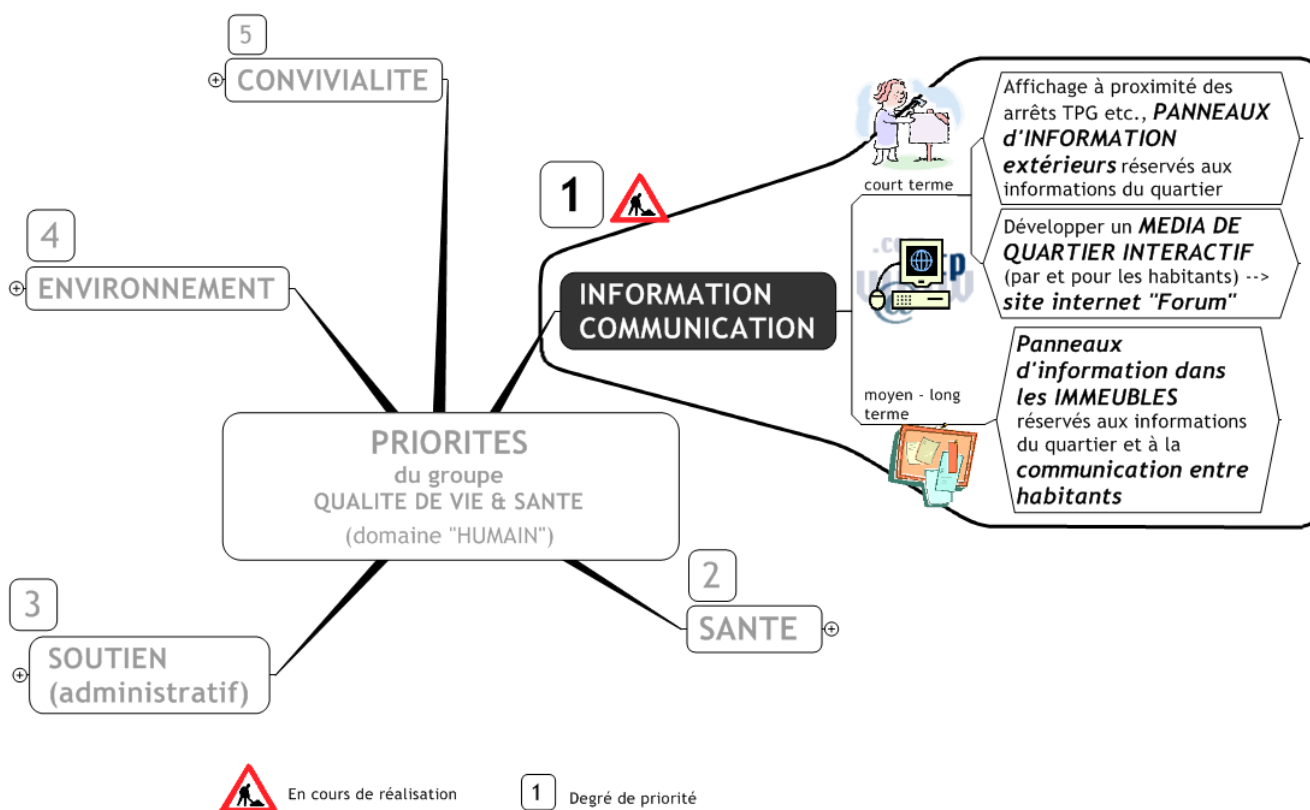 5
CONVIVIALITE
4
ENVIRONNEMENT
1
INFORMATION
COMMUNICATION
court terme
Affichage à proximité des
arrêts TPG etc., PANNEAUX
d'INFORMATION
extérieurs réservés aux
informations du quartier
Développer un MEDIA DE
QUARTIER INTERACTIF
(par et pour les habitants) -->
site internet "Forum"
moyen - long
terme
Panneaux
d'information dans
les IMMEUBLES
réservés aux informations
du quartier et à la
communication entre
habitants
PRIORITES
du groupe
QUALITE DE VIE & SANTE
(domaine "HUMAIN")
2
SANTE
3
SOUTIEN
(administratif)
En cours de réalisation
1
Degré de priorité